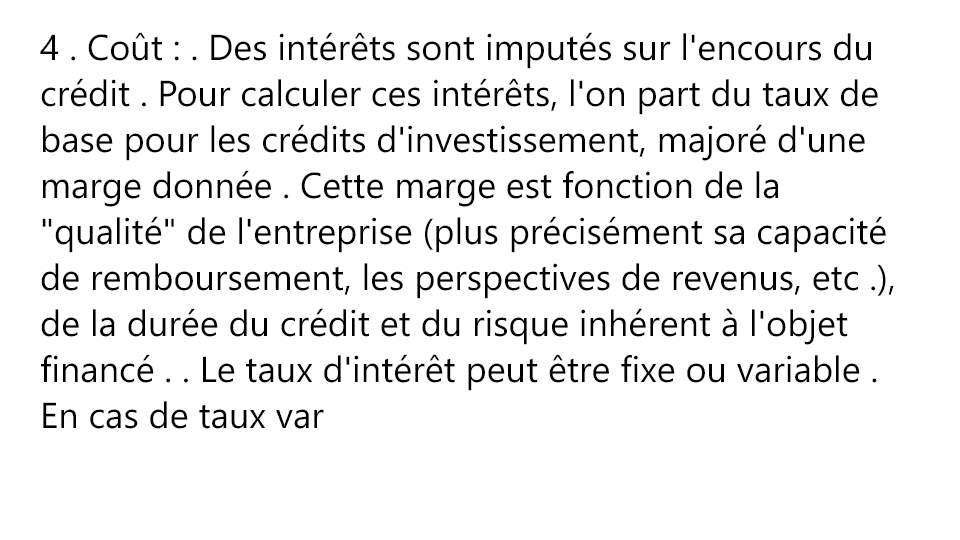 4 . Coût : . Des intérêts sont imputés sur l'encours du
crédit . Pour calculer ces intérêts, l'on part du taux de
base pour les crédits d'investissement, majoré d'une
marge donnée . Cette marge est fonction de la
"qualité" de l'entreprise (plus précisément sa capacité
de remboursement, les perspectives de revenus, etc .),
de la durée du crédit et du risque inhérent à l'objet
financé . . Le taux d'intérêt peut être fixe ou variable .
En cas de taux var